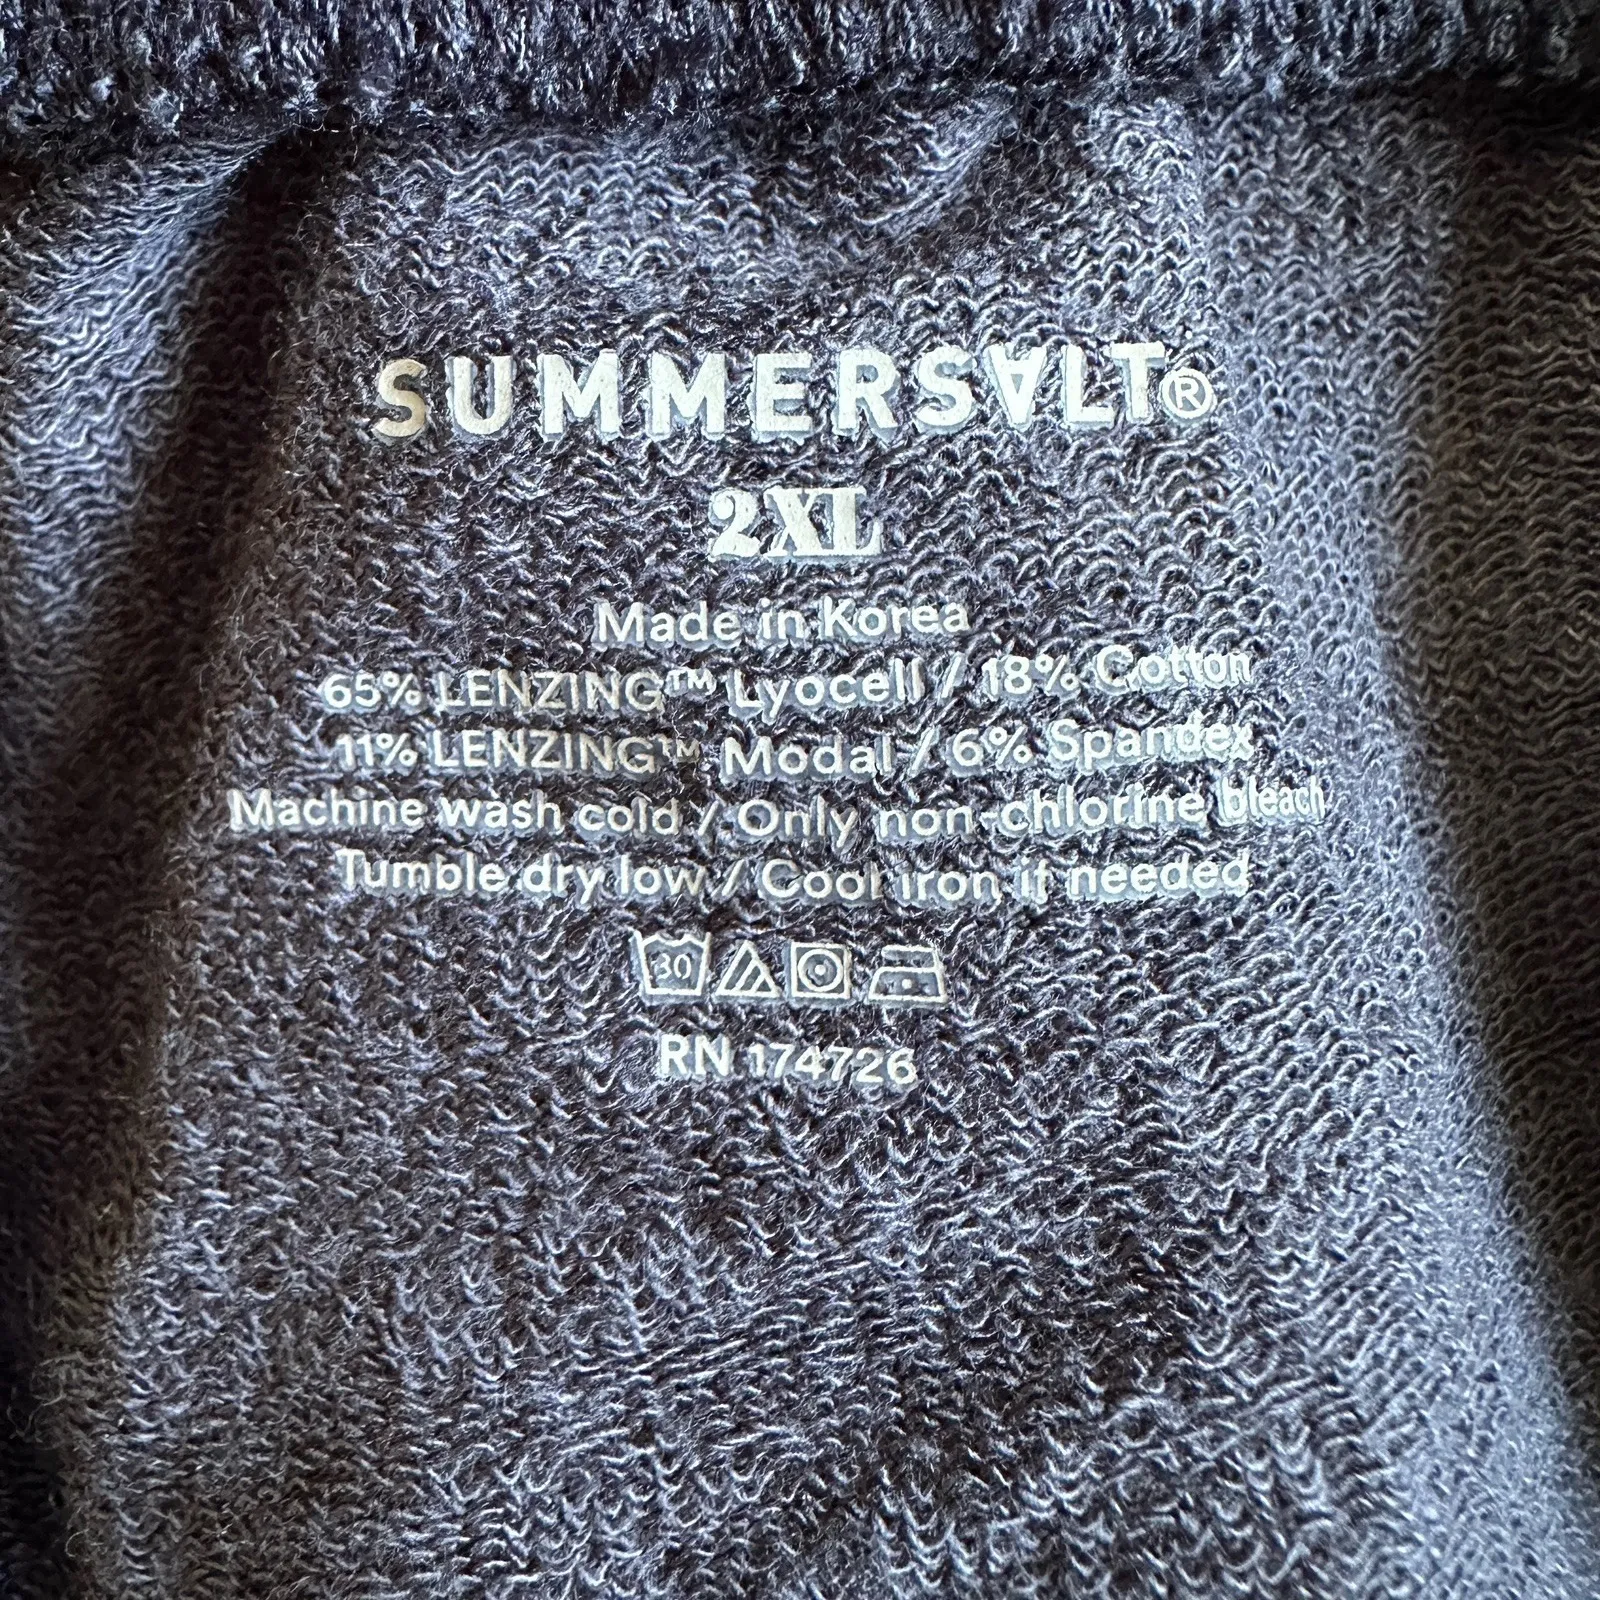 SUMMERSALT®
2XL
Made in Korea
65% LENZING™ Lyocell / 18% Cotton
11% LENZING™ Modal / 6% Spandex
Machine wash cold / Only non-chlorine bleach
Tumble dry low / Cool iron if needed
30
RN 174726